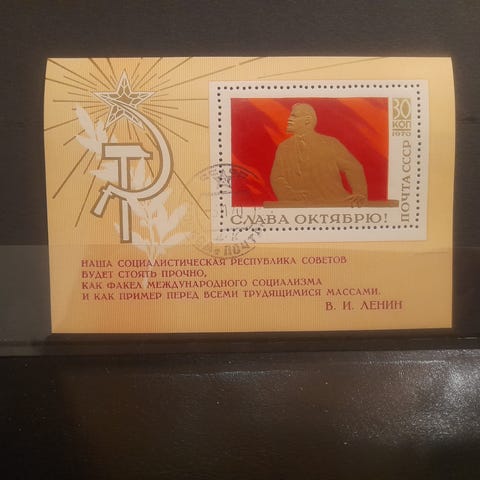 30
КОП
1970
ПОЧТА СССР
СЛАВА ОКТЯБРЮ!
НАША СОЦИАЛИСТИЧЕСКАЯ РЕСПУБЛИКА СОВЕТОВ
БУДЕТ СТОЯТЬ ПРОЧНО,
КАК ФАКЕЛ МЕЖДУНАРОДНОГО СОЦИАЛИЗМА
И КАК ПРИМЕР ПЕРЕД ВСЕМИ ТРУДЯЩИМИСЯ МАССАМИ.
В. И. ЛЕНИН